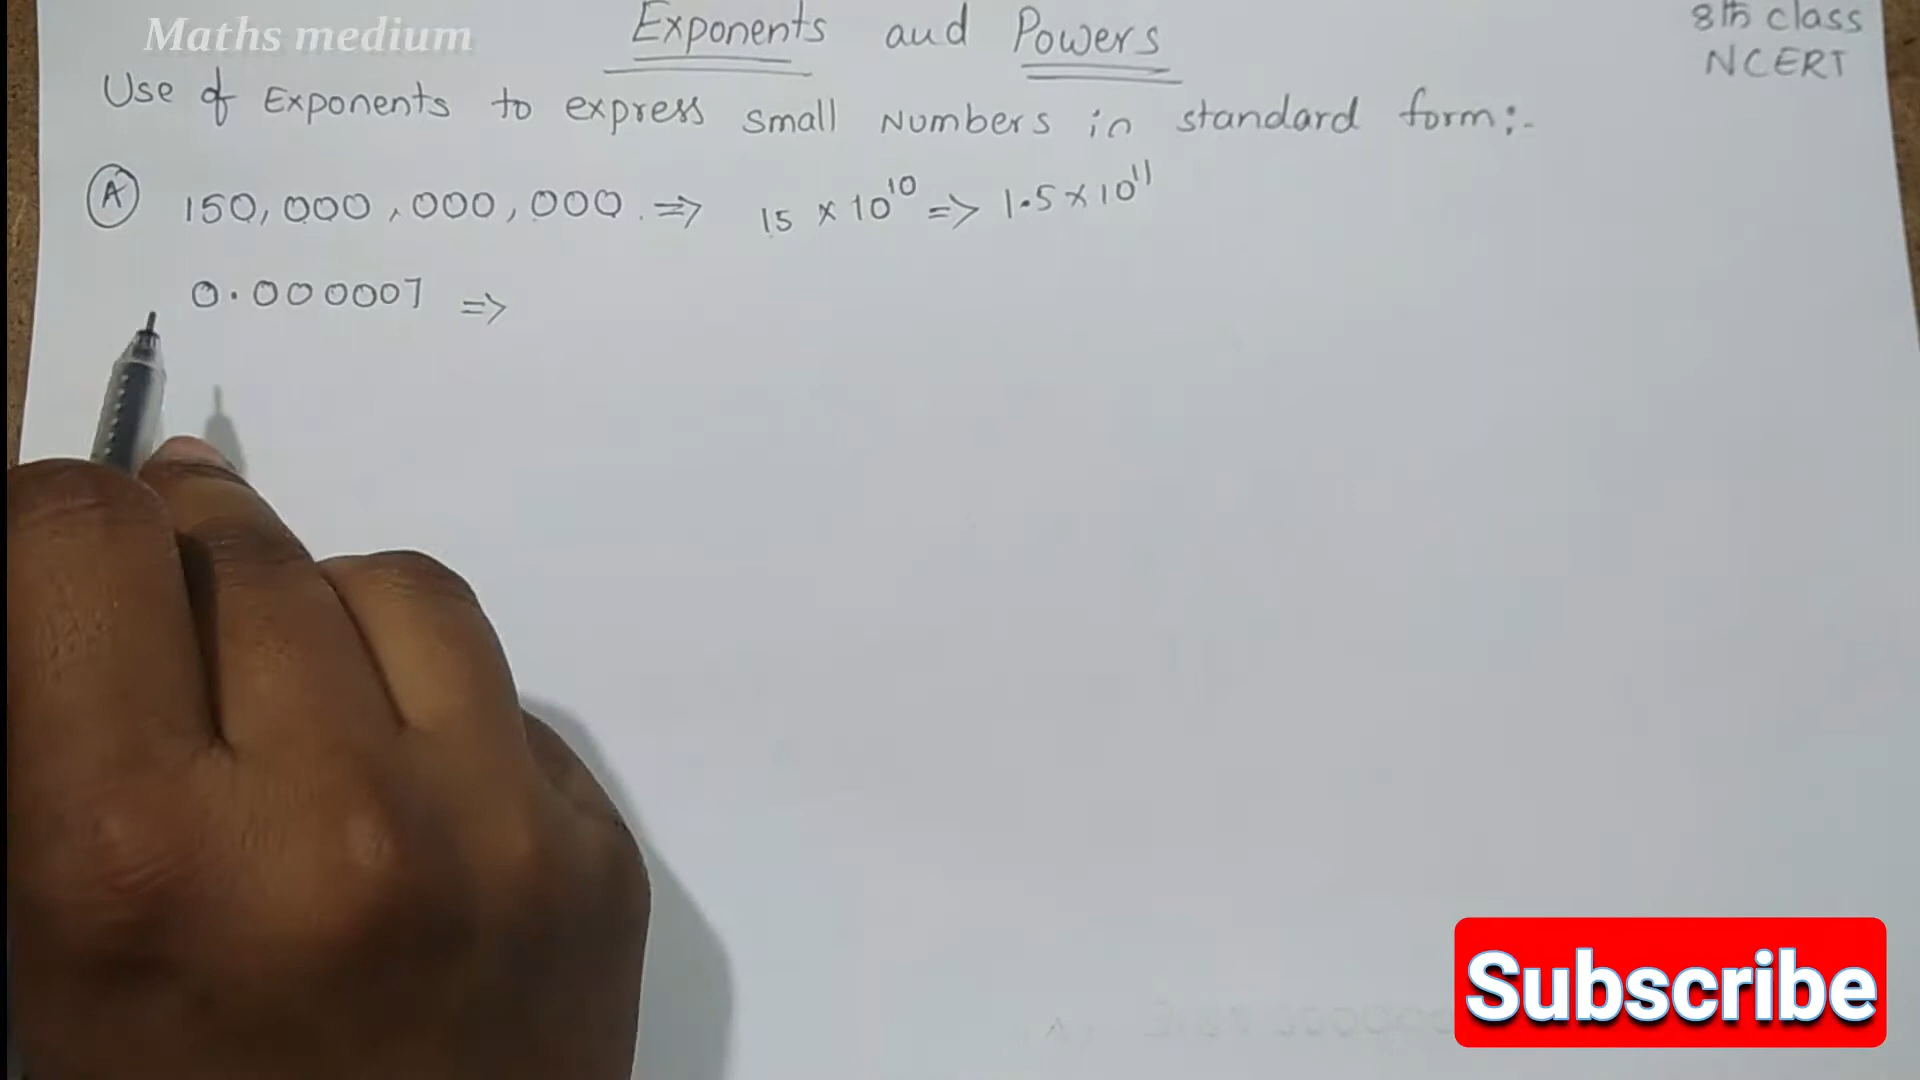 Maths medium
Exponents and Powers
8th class
NCERT
Use of Exponents to express small Numbers in standard form:-
A 150,000,000,000 => 15 × 10^10 => 1.5 × 10^11
0.000007 =>
Subscribe